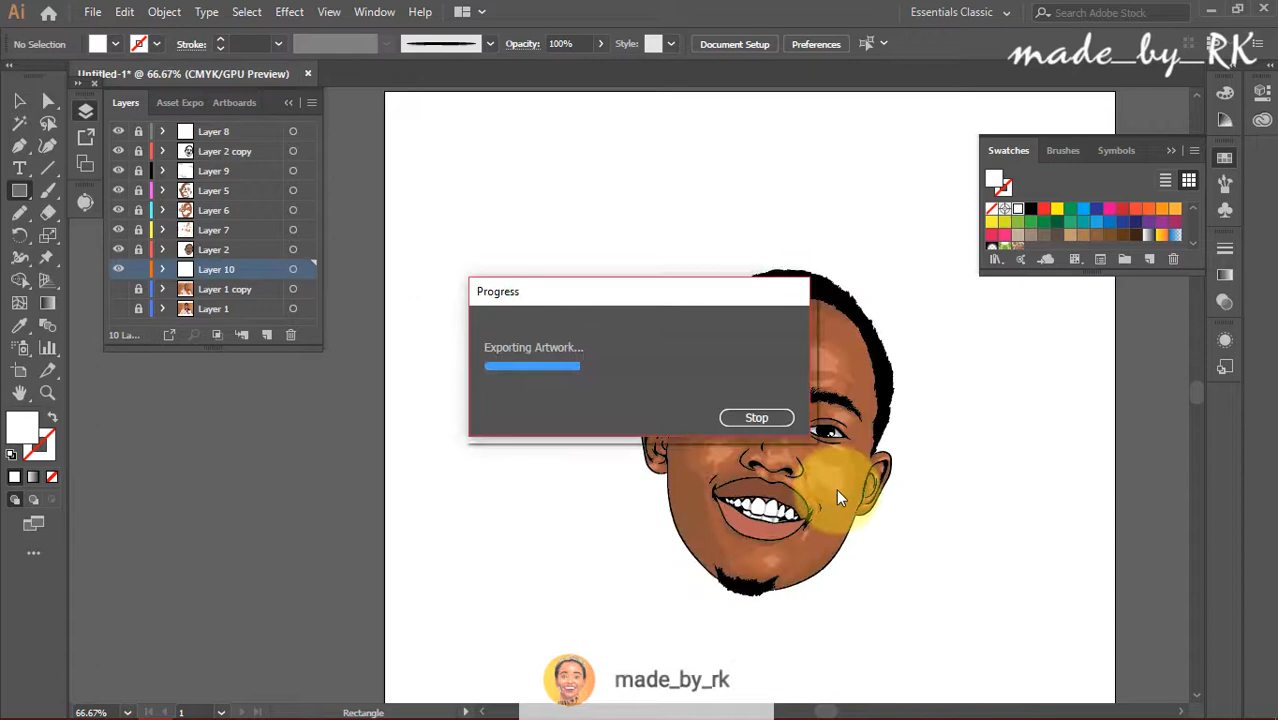 Ai File Edit Object Type Select Effect View Window Help Essentials Classic Search Adobe Stock
No Selection Stroke: Opacity: 100% Style: Document Setup Preferences
made_by_RK
Untitled-1* @ 66.67% (CMYK/GPU Preview)
Layers Asset Expo Artboards
Layer 8
Layer 2 copy
Layer 9
Layer 5
Layer 6
Layer 7
Layer 2
Layer 10
Layer 1 copy
Layer 1
10 La...
Swatches Brushes Symbols
Progress
Exporting Artwork...
Stop
made_by_rk
66.67% 1 Rectangle